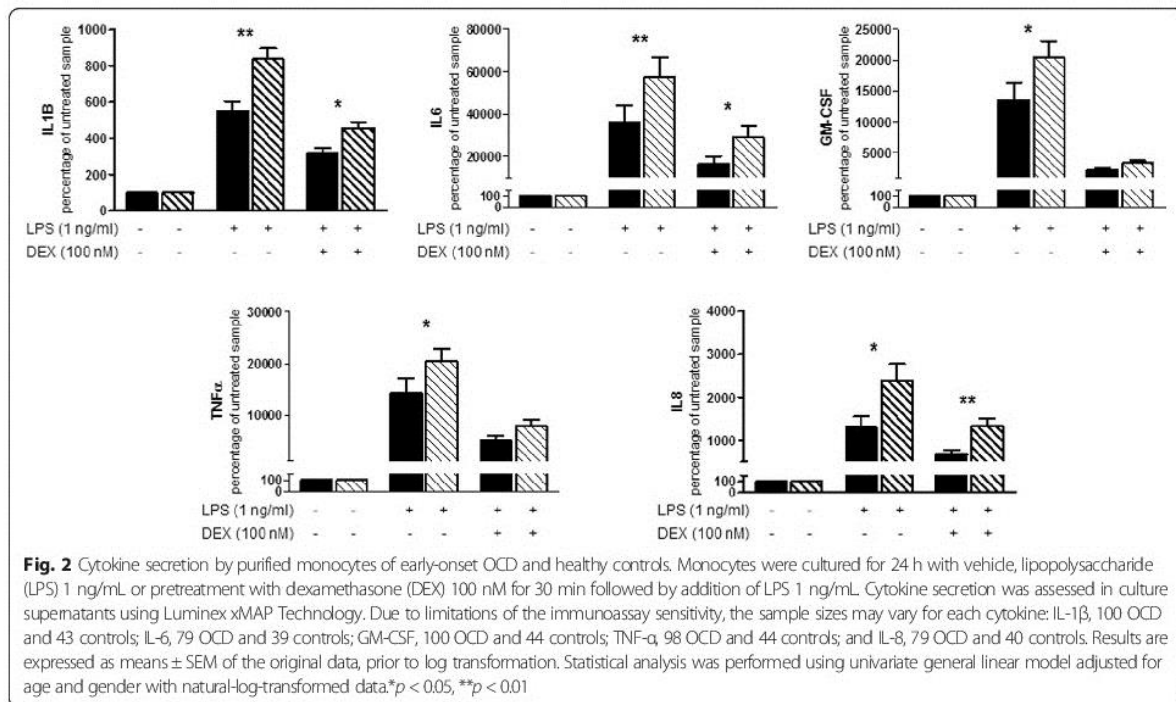 IL1B
percentage of untreated sample
1000
800
600
400
200
0
**
*
LPS (1 ng/ml) - - + + + +
DEX (100 nM) - - - - + +
IL6
percentage of untreated sample
80000
60000
40000
20000
100
0
**
*
LPS (1 ng/ml) - - + + + +
DEX (100 nM) - - - - + +
GM-CSF
percentage of untreated sample
25000
20000
15000
10000
5000
100
0
*
LPS (1 ng/ml) - - + + + +
DEX (100 nM) - - - - + +
TNFα
percentage of untreated sample
30000
20000
10000
100
0
*
LPS (1 ng/ml) - - + + + +
DEX (100 nM) - - - - + +
IL8
percentage of untreated sample
4000
3000
2000
1000
100
0
*
**
LPS (1 ng/ml) - - + + + +
DEX (100 nM) - - - - + +
Fig. 2 Cytokine secretion by purified monocytes of early-onset OCD and healthy controls. Monocytes were cultured for 24 h with vehicle, lipopolysaccharide
(LPS) 1 ng/mL or pretreatment with dexamethasone (DEX) 100 nM for 30 min followed by addition of LPS 1 ng/mL. Cytokine secretion was assessed in culture
supernatants using Luminex xMAP Technology. Due to limitations of the immunoassay sensitivity, the sample sizes may vary for each cytokine: IL-1β, 100 OCD
and 43 controls; IL-6, 79 OCD and 39 controls; GM-CSF, 100 OCD and 44 controls; TNF-α, 98 OCD and 44 controls; and IL-8, 79 OCD and 40 controls. Results are
expressed as means ± SEM of the original data, prior to log transformation. Statistical analysis was performed using univariate general linear model adjusted for
age and gender with natural-log-transformed data.*p < 0.05, **p < 0.01